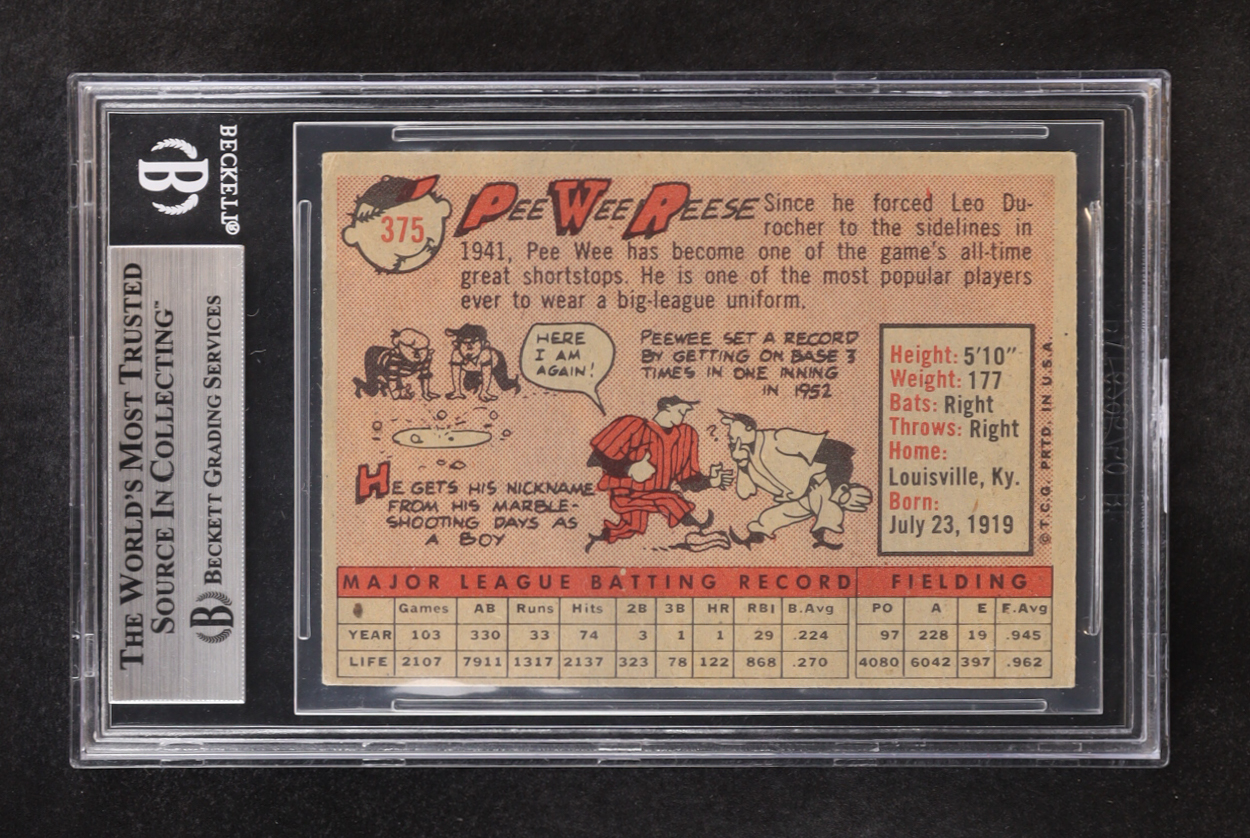 BECKETT®
THE WORLD'S MOST TRUSTED
SOURCE IN COLLECTING™
BECKETT GRADING SERVICES
B
B
375
PEE WEE REESE
Since he forced Leo Du-
rocher to the sidelines in
1941, Pee Wee has become one of the game's all-time
great shortstops. He is one of the most popular players
ever to wear a big-league uniform.
HERE
I AM
AGAIN!
PEEWEE SET A RECORD
BY GETTING ON BASE 3
TIMES IN ONE INNING
IN 1952
HE GETS HIS NICKNAME
FROM HIS MARBLE-
SHOOTING DAYS AS
A BOY
Height: 5'10"
Weight: 177
Bats: Right
Throws: Right
Home:
Louisville, Ky.
Born:
July 23, 1919
© T.C.G. PRTD. IN U.S.A.
MAJOR LEAGUE BATTING RECORD FIELDING
Games AB Runs Hits 2B 3B HR RBI B.Avg PO A E F.Avg
YEAR 103 330 33 74 3 1 1 29 .224 97 228 19 .945
LIFE 2107 7911 1317 2137 323 78 122 868 .270 4080 6042 397 .962